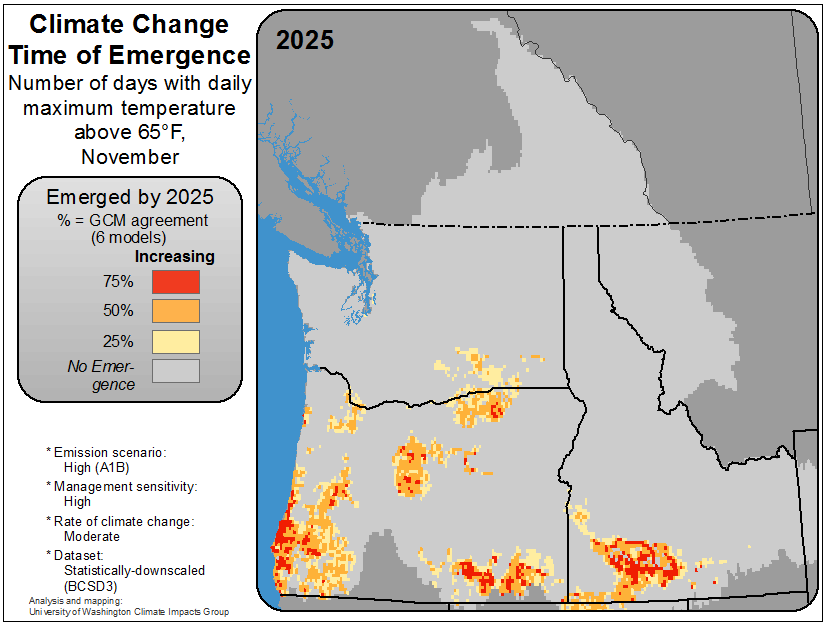 Climate Change
Time of Emergence
Number of days with daily
maximum temperature
above 65°F,
November
2025
Emerged by 2025
% = GCM agreement
(6 models)
Increasing
75%
50%
25%
No Emer-
gence
* Emission scenario:
High (A1B)
* Management sensitivity:
High
* Rate of climate change:
Moderate
* Dataset:
Statistically-downscaled
(BCSD3)
Analysis and mapping:
University of Washington Climate Impacts Group